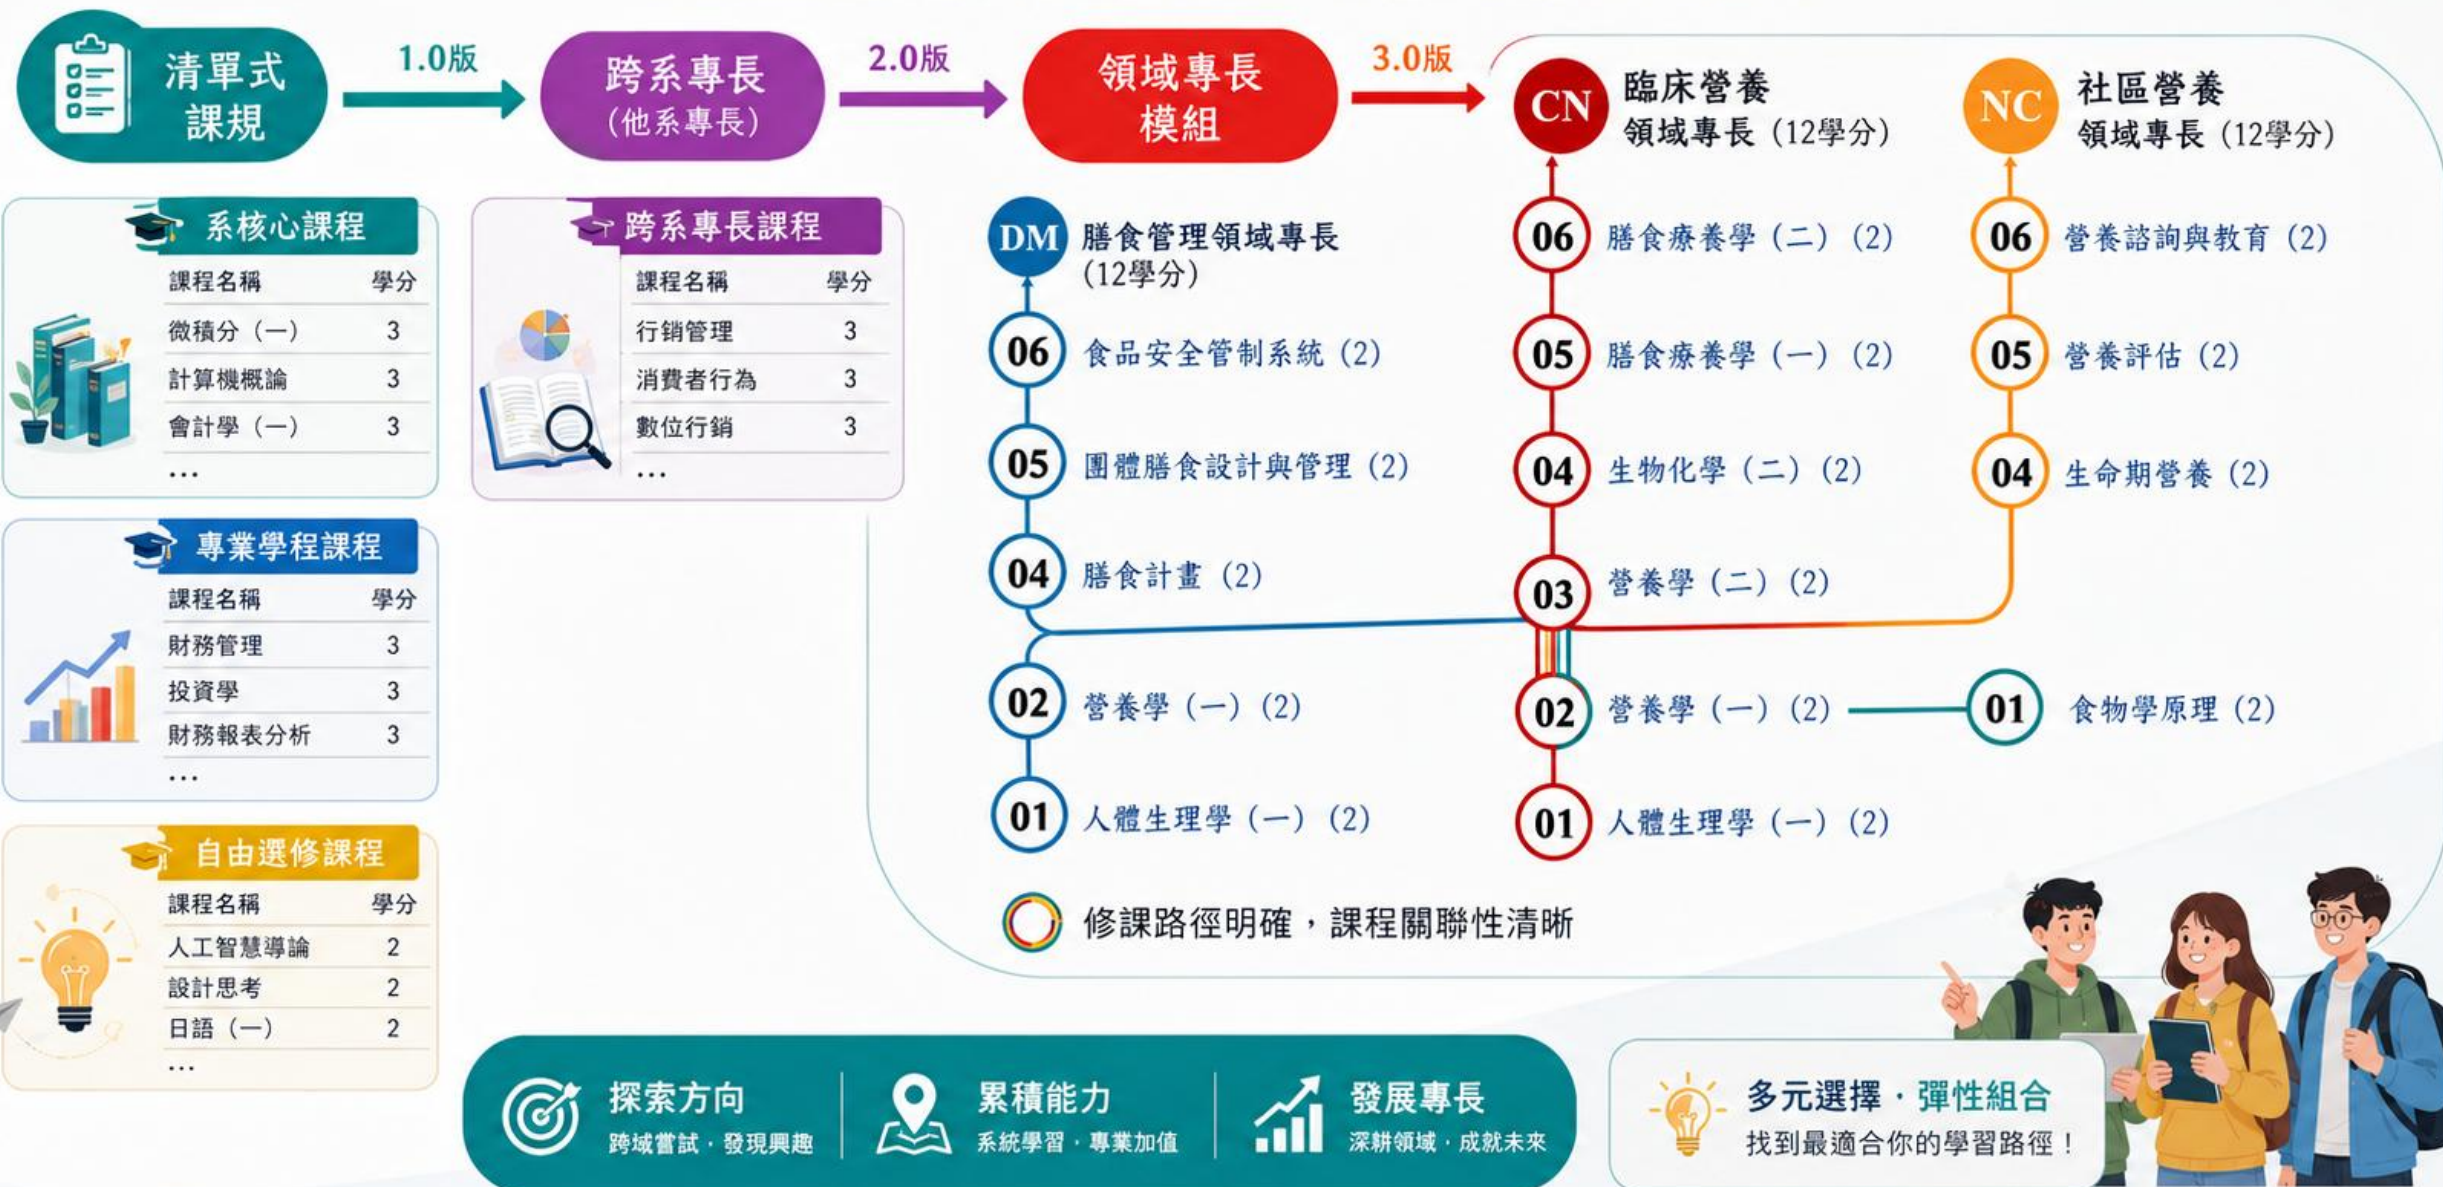 清單式
課規
1.0版
跨系專長
(他系專長)
2.0版
領域專長
模組
3.0版
系核心課程
課程名稱 學分
微積分（一） 3
計算機概論 3
會計學（一） 3
...
專業學程課程
課程名稱 學分
財務管理 3
投資學 3
財務報表分析 3
...
自由選修課程
課程名稱 學分
人工智慧導論 2
設計思考 2
日語（一） 2
...
跨系專長課程
課程名稱 學分
行銷管理 3
消費者行為 3
數位行銷 3
...
DM 膳食管理領域專長
(12學分)
06 食品安全管制系統 (2)
05 團體膳食設計與管理 (2)
04 膳食計畫 (2)
02 營養學（一）(2)
01 人體生理學（一）(2)
CN 臨床營養
領域專長 (12學分)
06 膳食療養學（二）(2)
05 膳食療養學（一）(2)
04 生物化學（二）(2)
03 營養學（二）(2)
02 營養學（一）(2)
01 人體生理學（一）(2)
NC 社區營養
領域專長 (12學分)
06 營養諮詢與教育 (2)
05 營養評估 (2)
04 生命期營養 (2)
01 食物學原理 (2)
修課路徑明確，課程關聯性清晰
探索方向
跨域嘗試．發現興趣
累積能力
系統學習．專業加值
發展專長
深耕領域．成就未來
多元選擇．彈性組合
找到最適合你的學習路徑！